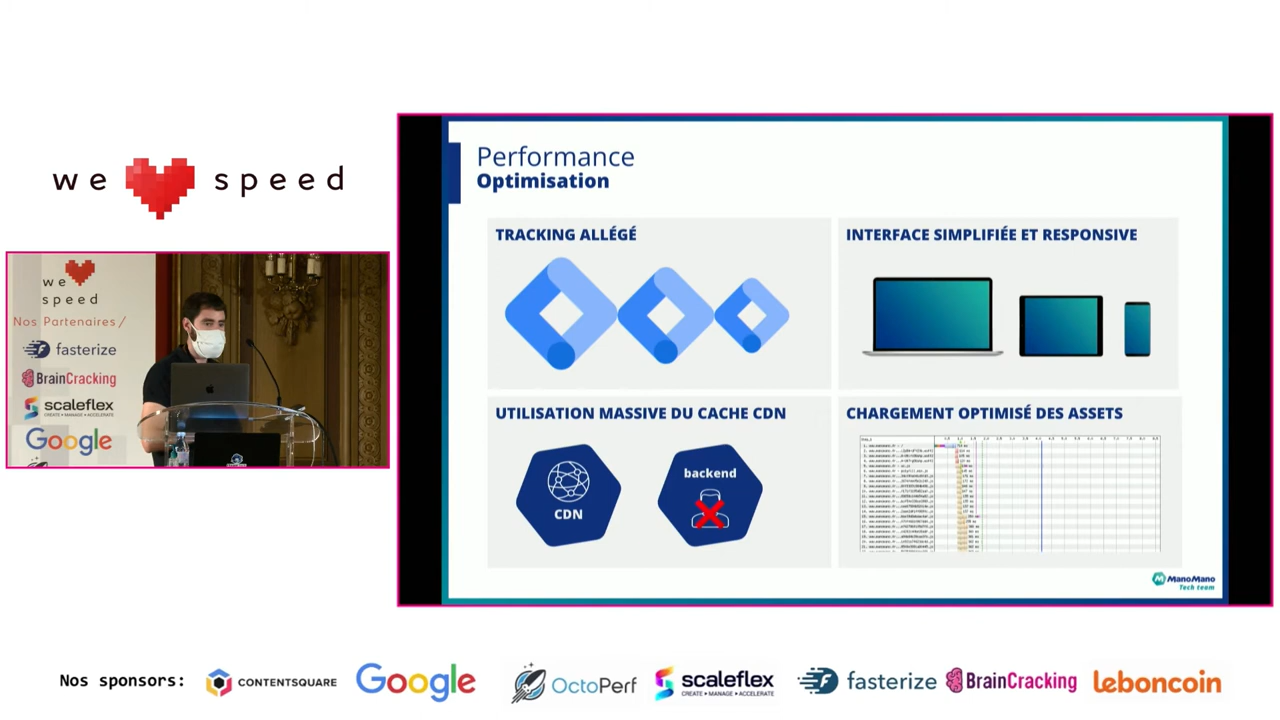 we speed
we
speed
Nos Partenaires/
fasterize
BrainCracking
scaleflex
CREATE • MANAGE • ACCELERATE
Google
Performance
Optimisation
TRACKING ALLÉGÉ
INTERFACE SIMPLIFIÉE ET RESPONSIVE
UTILISATION MASSIVE DU CACHE CDN
CDN
backend
CHARGEMENT OPTIMISÉ DES ASSETS
ManoMano
Tech team
Nos sponsors:
CONTENTSQUARE
Google
OctoPerf
scaleflex
CREATE • MANAGE • ACCELERATE
fasterize
BrainCracking
leboncoin